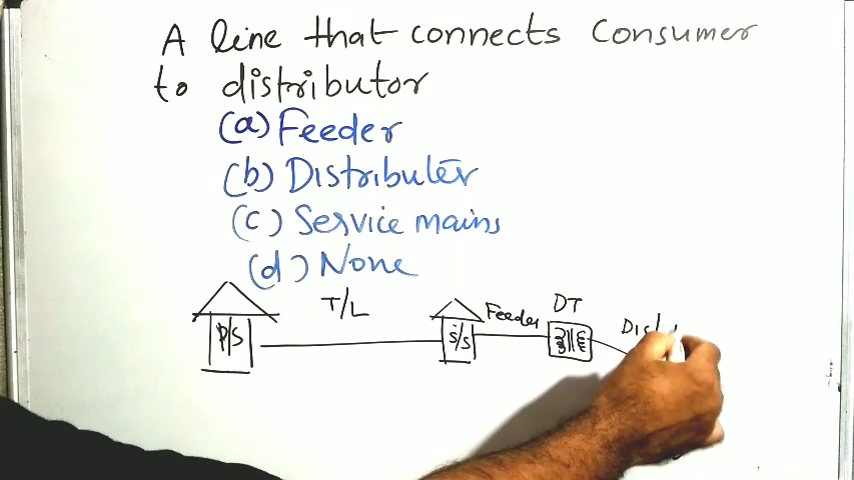 A line that connects Consumer
to distributor
(a) Feeder
(b) Distributer
(c) Service mains
(d) None
T/L
Feeder
DT
P/S
S/S